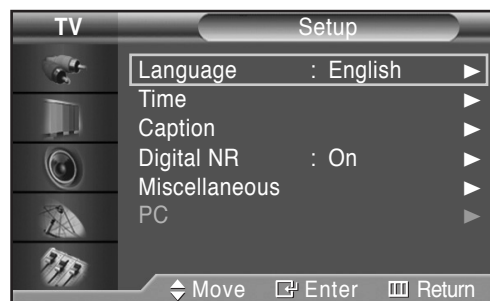 TV Setup
Language : English
Time
Caption
Digital NR : On
Miscellaneous
PC
Move Enter Return